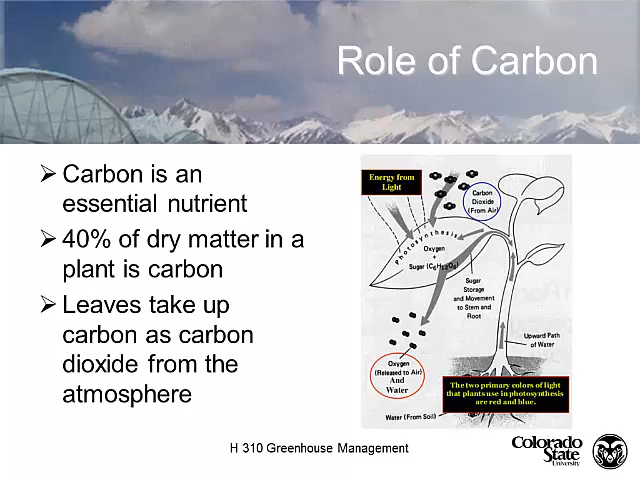 Role of Carbon
Carbon is an
essential nutrient
40% of dry matter in a
plant is carbon
Leaves take up
carbon as carbon
dioxide from the
atmosphere
Energy from
Light
Carbon
Dioxide
(From Air)
Photosynthesis
Oxygen
+
Sugar (C₆H₁₂O₆)
Sugar
Storage
and Movement
to Stem and
Root
Upward Path
of Water
Oxygen
(Released to Air)
And
Water
The two primary colors of light
that plants use in photosynthesis
are red and blue.
Water (From Soil)
H 310 Greenhouse Management
Colorado
State
University